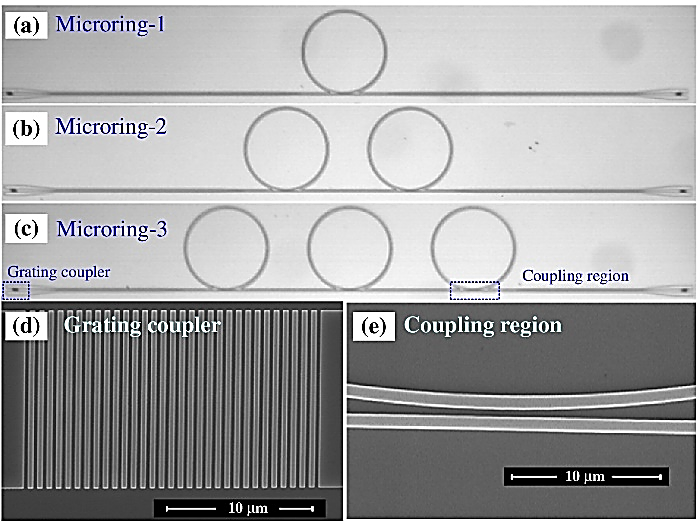 (a) Microring-1
(b) Microring-2
(c) Microring-3
Grating coupler
Coupling region
(d) Grating coupler
10 μm
(e) Coupling region
10 μm